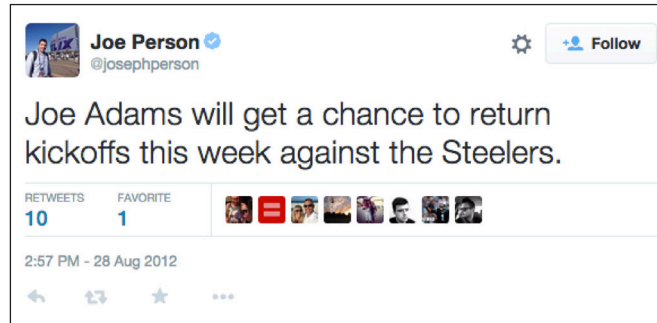 Joe Person
@josephperson
Follow
Joe Adams will get a chance to return
kickoffs this week against the Steelers.
RETWEETS FAVORITE
10 1
2:57 PM - 28 Aug 2012